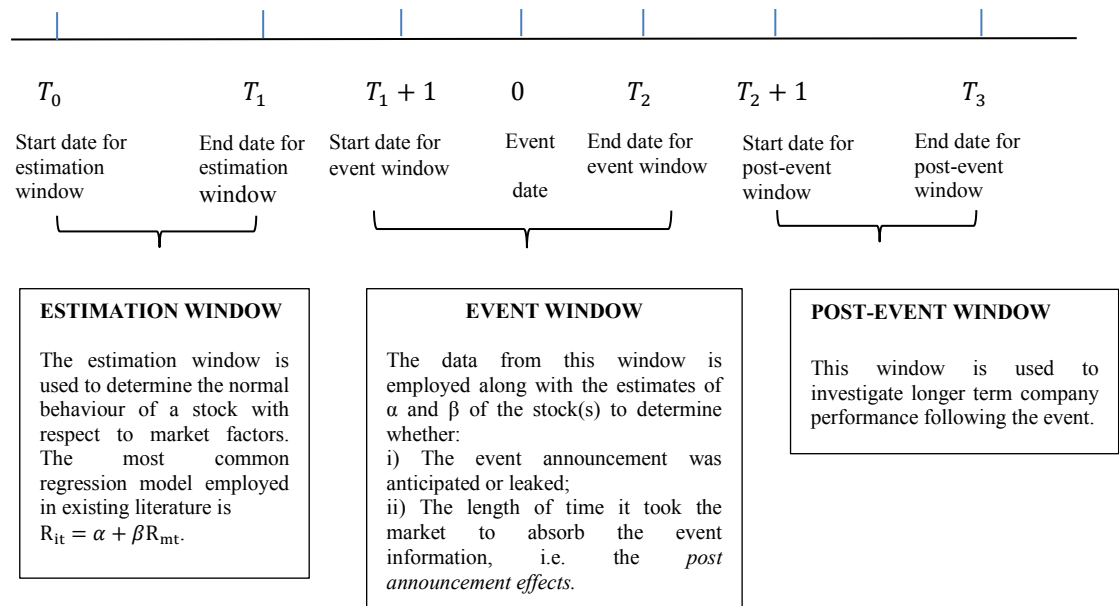 T₀ T₁ T₁ + 1 0 T₂ T₂ + 1 T₃
Start date for
estimation
window
End date for
estimation
window
Start date for
event window
Event
date
End date for
event window
Start date for
post-event
window
End date for
post-event
window
ESTIMATION WINDOW
The estimation window is
used to determine the normal
behaviour of a stock with
respect to market factors.
The most common
regression model employed
in existing literature is
Rᵢₜ = α + βRₘₜ.
EVENT WINDOW
The data from this window is
employed along with the estimates of
α and β of the stock(s) to determine
whether:
i) The event announcement was
anticipated or leaked;
ii) The length of time it took the
market to absorb the event
information, i.e. the post
announcement effects.
POST-EVENT WINDOW
This window is used to
investigate longer term company
performance following the event.